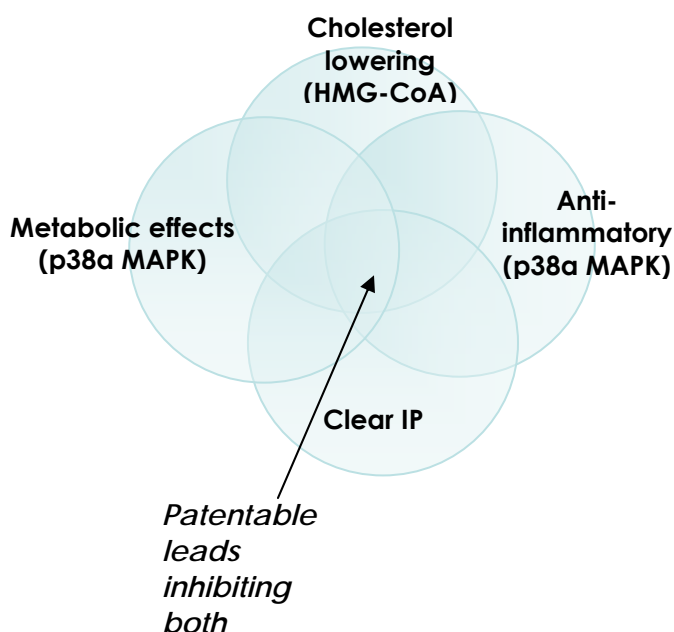 Cholesterol
lowering
(HMG-CoA)
Metabolic effects
(p38a MAPK)
Anti-
inflammatory
(p38a MAPK)
Clear IP
Patentable
leads
inhibiting
both